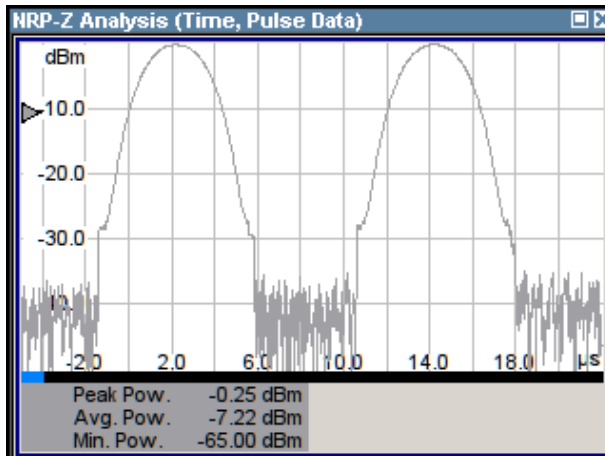 NRP-Z Analysis (Time, Pulse Data)
dBm
-10.0
-20.0
-30.0
-2.0 2.0 6.0 10.0 14.0 18.0 µs
Peak Pow. -0.25 dBm
Avg. Pow. -7.22 dBm
Min. Pow. -65.00 dBm